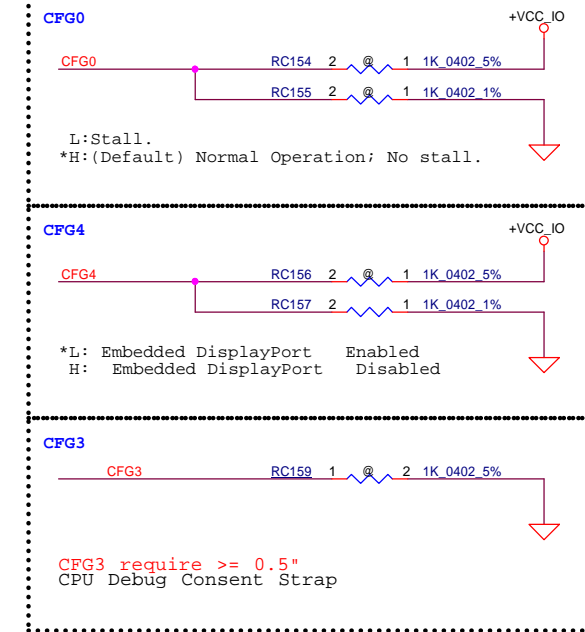 CFG0
+VCC_IO
CFG0 RC154 2 @ 1 1K_0402_5%
RC155 2 @ 1 1K_0402_1%
L:Stall.
*H:(Default) Normal Operation; No stall.
CFG4
+VCC_IO
CFG4 RC156 2 @ 1 1K_0402_5%
RC157 2 1 1K_0402_1%
*L: Embedded DisplayPort Enabled
H: Embedded DisplayPort Disabled
CFG3
CFG3 RC159 1 @ 2 1K_0402_5%
CFG3 require >= 0.5"
CPU Debug Consent Strap